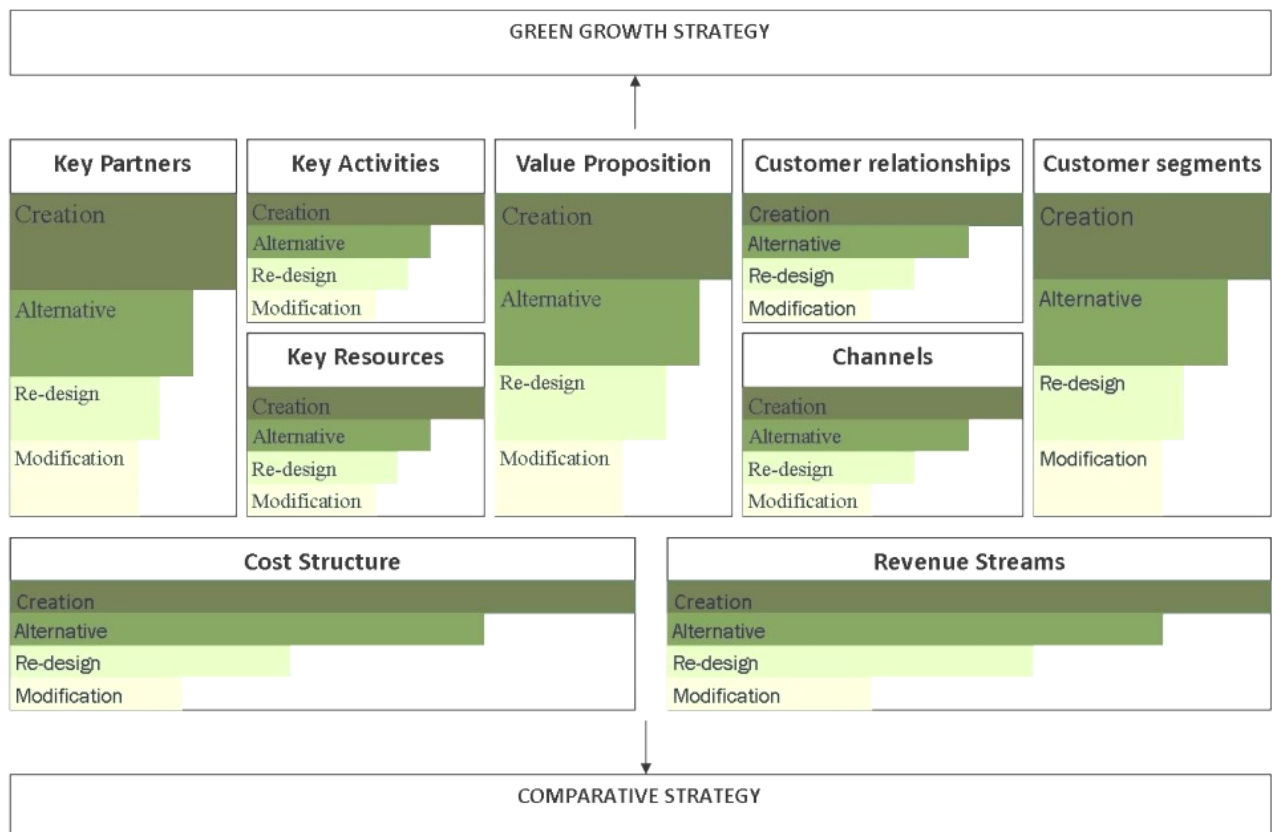 GREEN GROWTH STRATEGY
Key Partners
Creation
Alternative
Re-design
Modification
Key Activities
Creation
Alternative
Re-design
Modification
Key Resources
Creation
Alternative
Re-design
Modification
Value Proposition
Creation
Alternative
Re-design
Modification
Customer relationships
Creation
Alternative
Re-design
Modification
Channels
Creation
Alternative
Re-design
Modification
Customer segments
Creation
Alternative
Re-design
Modification
Cost Structure
Creation
Alternative
Re-design
Modification
Revenue Streams
Creation
Alternative
Re-design
Modification
COMPARATIVE STRATEGY